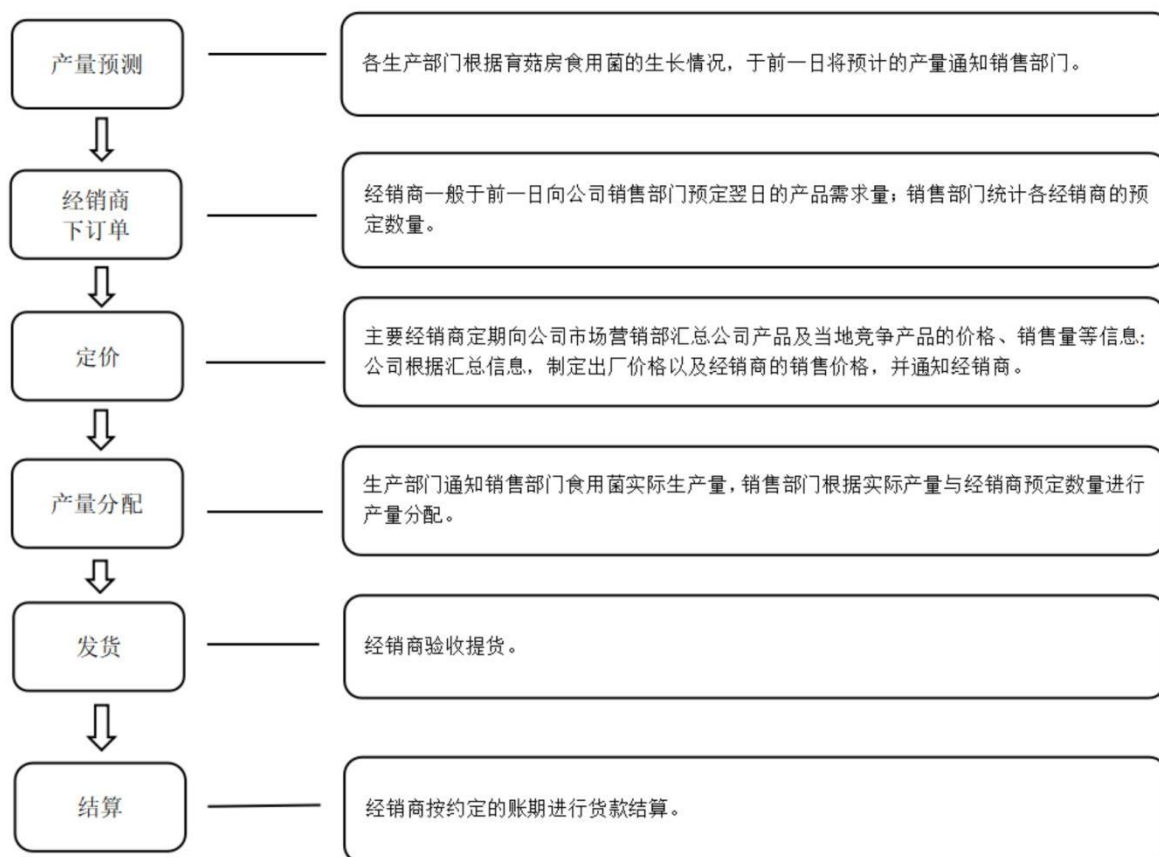 产量预测
各生产部门根据育菇房食用菌的生长情况，于前一日将预计的产量通知销售部门。
经销商
下订单
经销商一般于前一日向公司销售部门预定翌日的产品需求量；销售部门统计各经销商的预
定数量。
定价
主要经销商定期向公司市场营销部汇总公司产品及当地竞争产品的价格、销售量等信息:
公司根据汇总信息，制定出厂价格以及经销商的销售价格，并通知经销商。
产量分配
生产部门通知销售部门食用菌实际生产量，销售部门根据实际产量与经销商预定数量进行
产量分配。
发货
经销商验收提货。
结算
经销商按约定的账期进行货款结算。